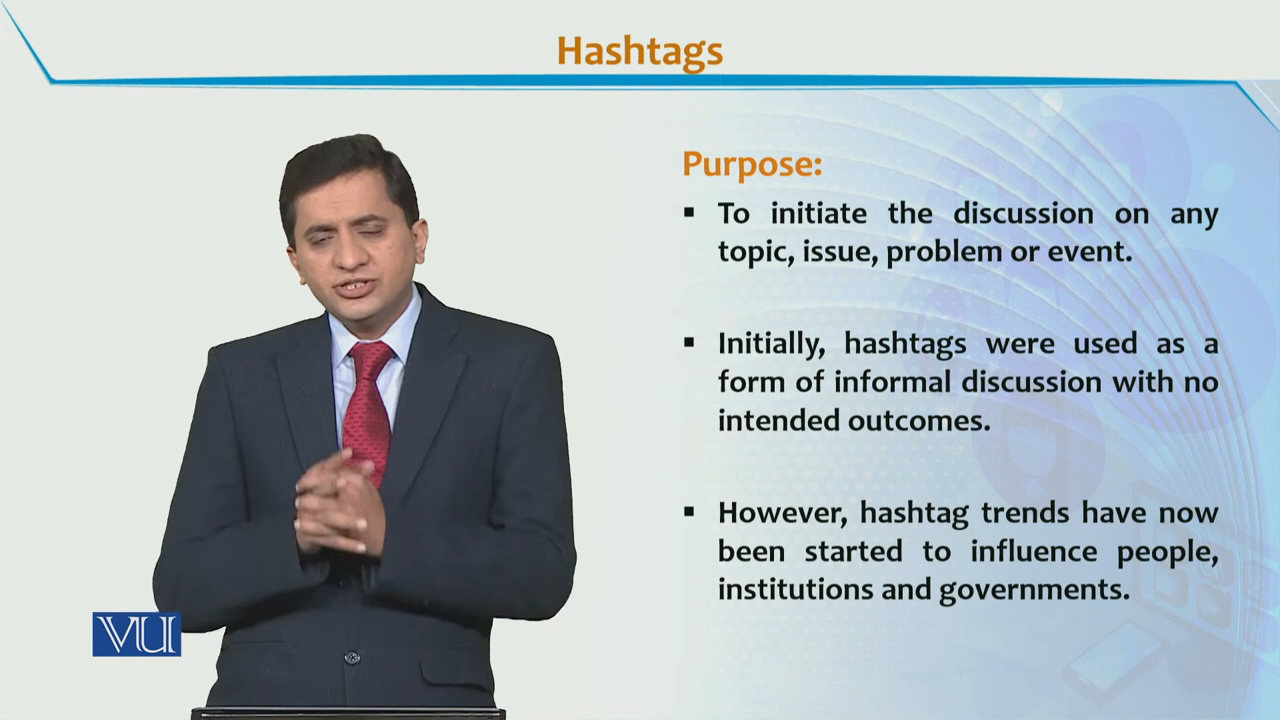 Hashtags
Purpose:
▪ To initiate the discussion on any
topic, issue, problem or event.
▪ Initially, hashtags were used as a
form of informal discussion with no
intended outcomes.
▪ However, hashtag trends have now
been started to influence people,
institutions and governments.
VU